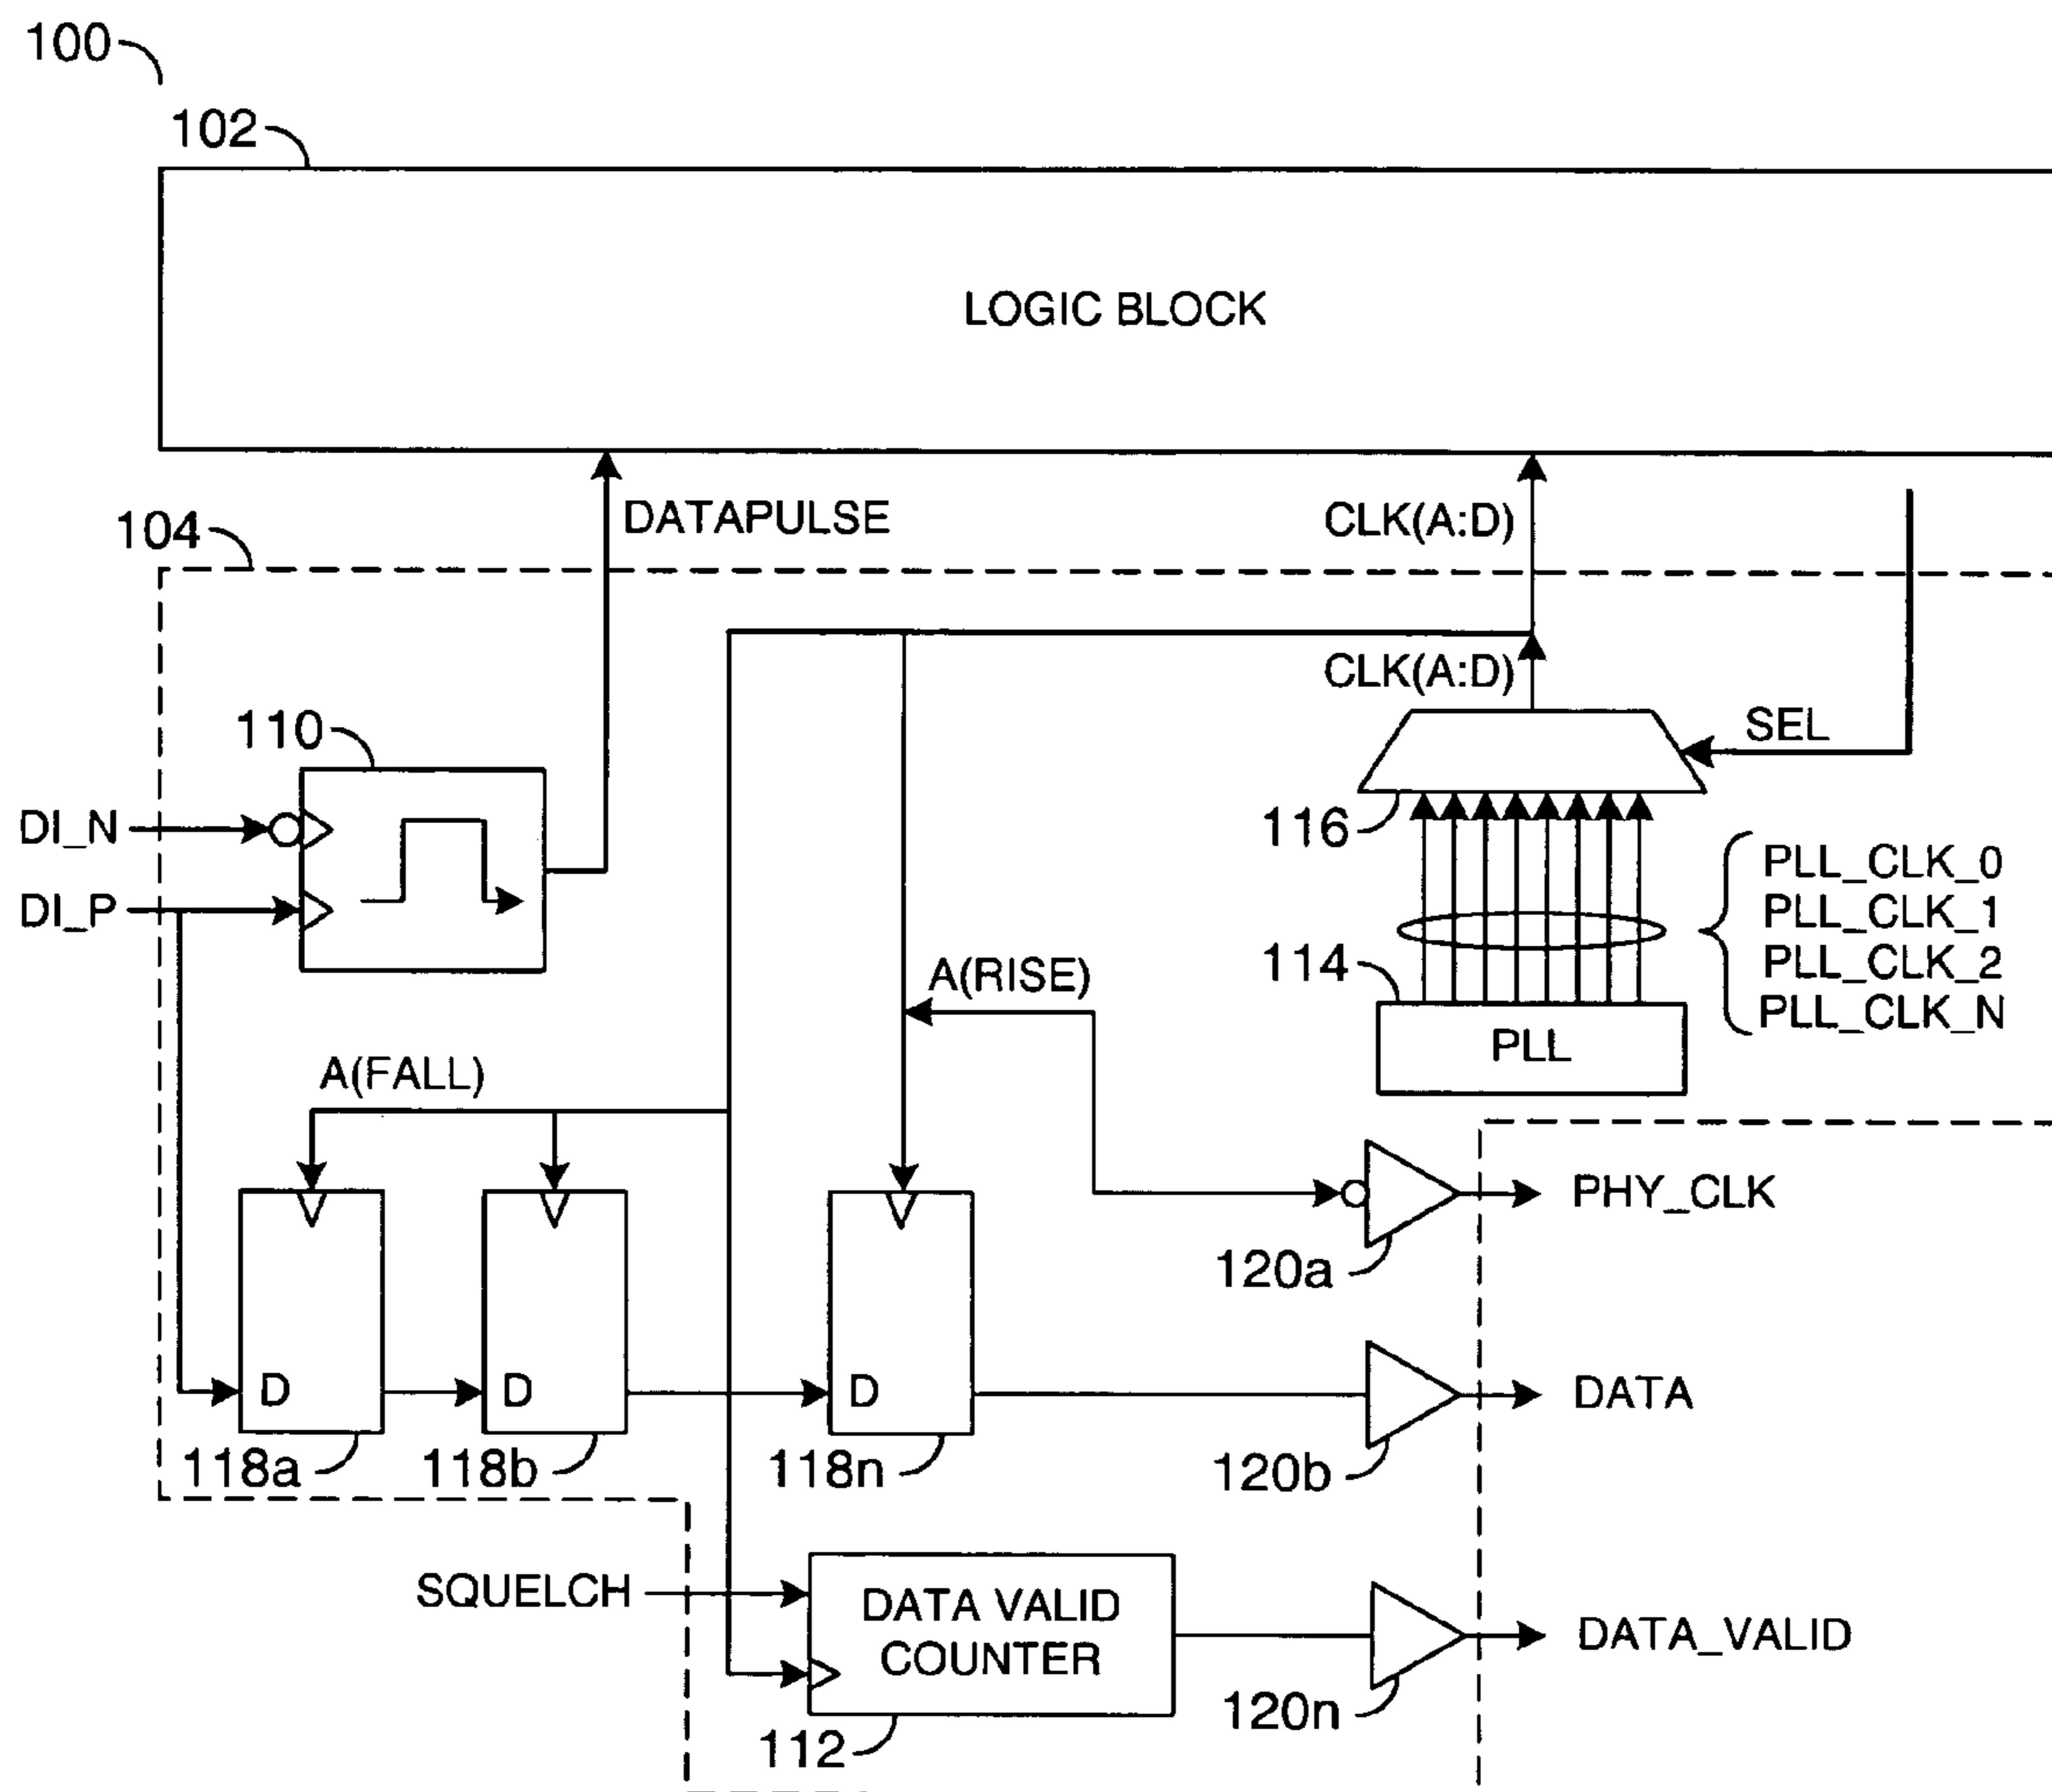 100
102
LOGIC BLOCK
DATAPULSE
CLK(A:D)
104
CLK(A:D)
SEL
110
DI_N
116
PLL_CLK_0
DI_P
PLL_CLK_1
PLL_CLK_2
114
A(RISE)
PLL_CLK_N
PLL
A(FALL)
PHY_CLK
120a
D
D
D
DATA
118a
118b
118n
120b
SQUELCH
DATA VALID
COUNTER
DATA_VALID
120n
112